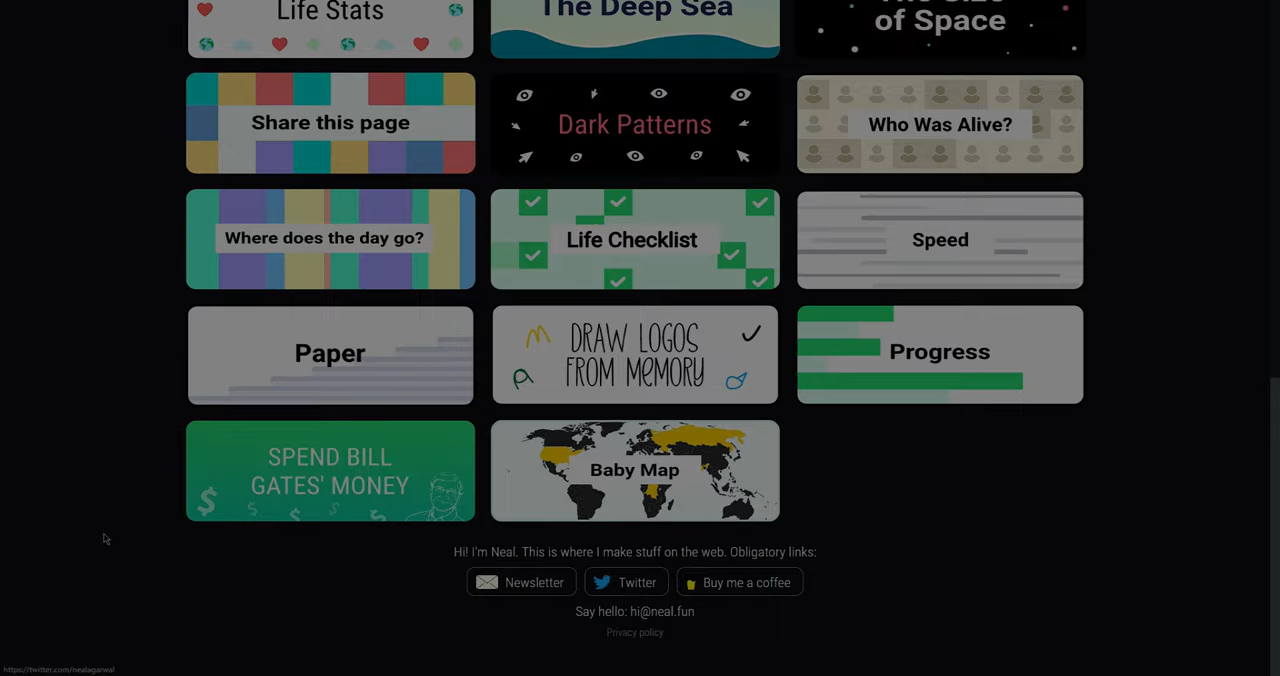 Life Stats
The Deep Sea
The Size
of Space
Share this page
Dark Patterns
Who Was Alive?
Where does the day go?
Life Checklist
Speed
Paper
DRAW LOGOS
FROM MEMORY
Progress
SPEND BILL
GATES' MONEY
Baby Map
Hi! I'm Neal. This is where I make stuff on the web. Obligatory links:
Newsletter
Twitter
Buy me a coffee
Say hello: hi@neal.fun
Privacy policy
https://twitter.com/nealagarwal